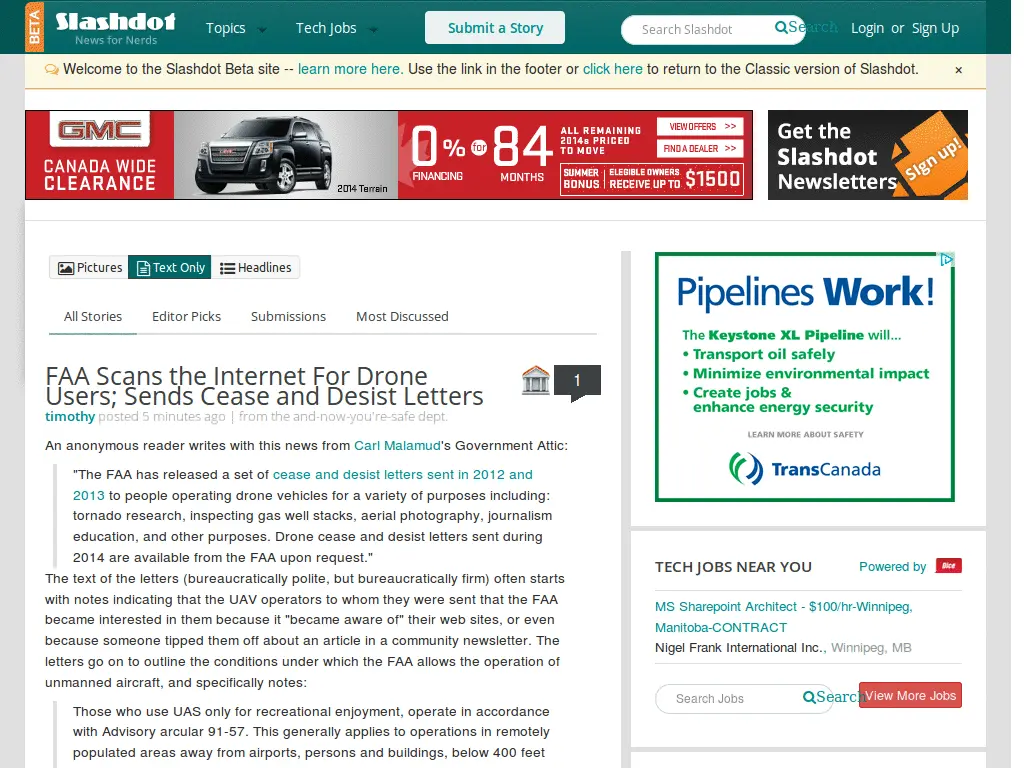 BETA
Slashdot
News for Nerds
Topics
Tech Jobs
Submit a Story
Search Slashdot
Search
Login or Sign Up
Welcome to the Slashdot Beta site -- learn more here. Use the link in the footer or click here to return to the Classic version of Slashdot.
×
GMC
CANADA WIDE
CLEARANCE
2014 Terrain
0% for 84
FINANCING
MONTHS
ALL REMAINING
2014s PRICED
TO MOVE
VIEW OFFERS >>
FIND A DEALER >>
SUMMER
BONUS
ELEGIBLE OWNERS
RECEIVE UP TO $1500
Get the
Slashdot
Newsletters
Sign up!
Pictures
Text Only
Headlines
All Stories
Editor Picks
Submissions
Most Discussed
FAA Scans the Internet For Drone
Users; Sends Cease and Desist Letters
1
timothy posted 5 minutes ago | from the and-now-you're-safe dept.
An anonymous reader writes with this news from Carl Malamud's Government Attic:
"The FAA has released a set of cease and desist letters sent in 2012 and
2013 to people operating drone vehicles for a variety of purposes including:
tornado research, inspecting gas well stacks, aerial photography, journalism
education, and other purposes. Drone cease and desist letters sent during
2014 are available from the FAA upon request."
The text of the letters (bureaucratically polite, but bureaucratically firm) often starts
with notes indicating that the UAV operators to whom they were sent that the FAA
became interested in them because it "became aware of" their web sites, or even
because someone tipped them off about an article in a community newsletter. The
letters go on to outline the conditions under which the FAA allows the operation of
unmanned aircraft, and specifically notes:
Those who use UAS only for recreational enjoyment, operate in accordance
with Advisory arcular 91-57. This generally applies to operations in remotely
populated areas away from airports, persons and buildings, below 400 feet
Pipelines Work!
The Keystone XL Pipeline will...
• Transport oil safely
• Minimize environmental impact
• Create jobs &
enhance energy security
LEARN MORE ABOUT SAFETY
TransCanada
TECH JOBS NEAR YOU
Powered by Dice
MS Sharepoint Architect - $100/hr-Winnipeg,
Manitoba-CONTRACT
Nigel Frank International Inc., Winnipeg, MB
Search Jobs
Search
View More Jobs